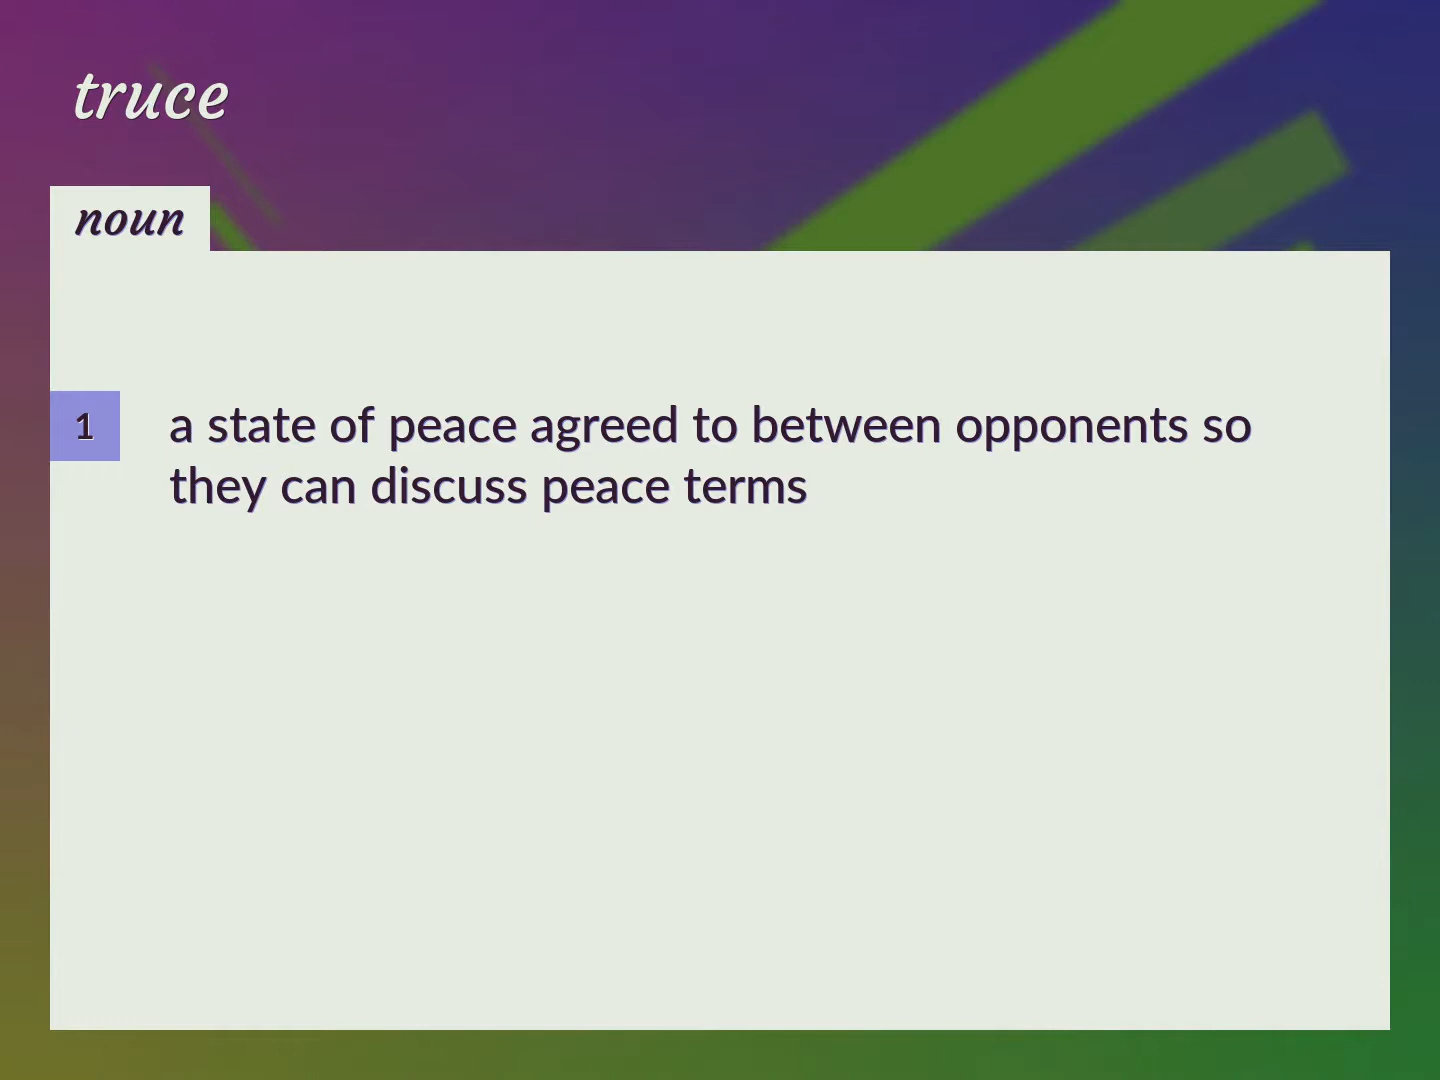 truce
noun
1 a state of peace agreed to between opponents so
they can discuss peace terms